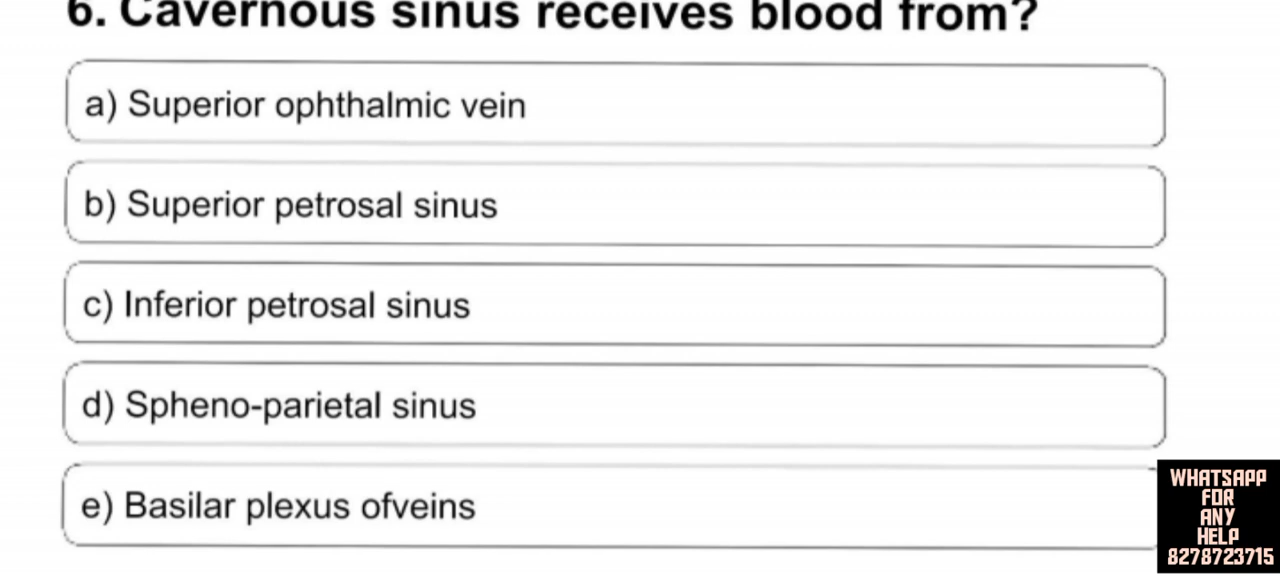 6. Cavernous sinus receives blood from?
a) Superior ophthalmic vein
b) Superior petrosal sinus
c) Inferior petrosal sinus
d) Spheno-parietal sinus
e) Basilar plexus ofveins
WHATSAPP
FOR
ANY
HELP
8278723715